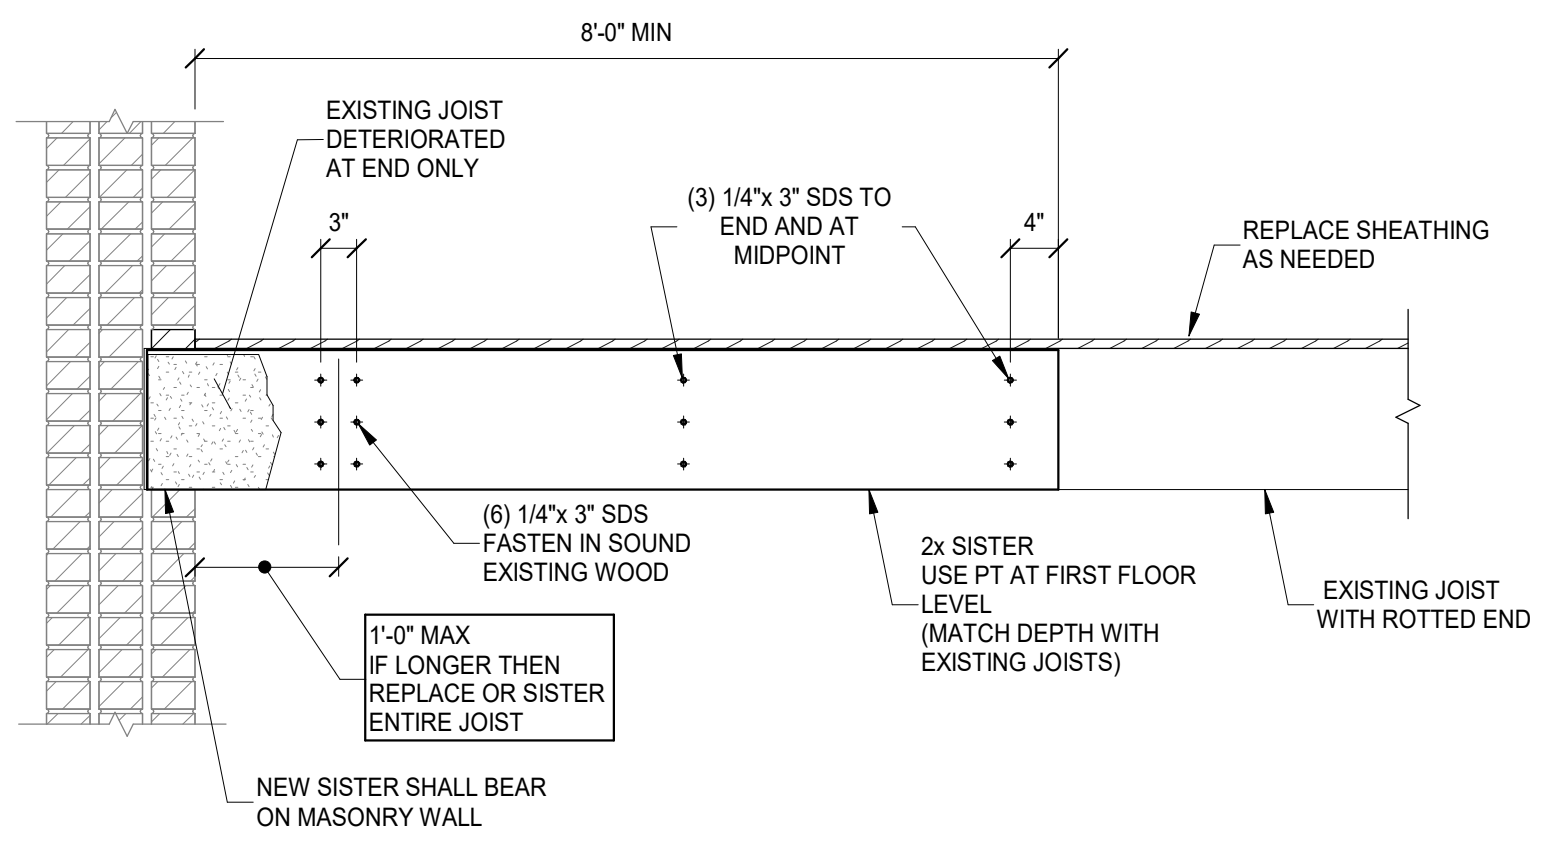 8'-0" MIN
EXISTING JOIST
DETERIORATED
AT END ONLY
3"
(3) 1/4"x 3" SDS TO
END AND AT
MIDPOINT
4"
REPLACE SHEATHING
AS NEEDED
(6) 1/4"x 3" SDS
FASTEN IN SOUND
EXISTING WOOD
2x SISTER
USE PT AT FIRST FLOOR
LEVEL
(MATCH DEPTH WITH
EXISTING JOISTS)
EXISTING JOIST
WITH ROTTED END
1'-0" MAX
IF LONGER THEN
REPLACE OR SISTER
ENTIRE JOIST
NEW SISTER SHALL BEAR
ON MASONRY WALL